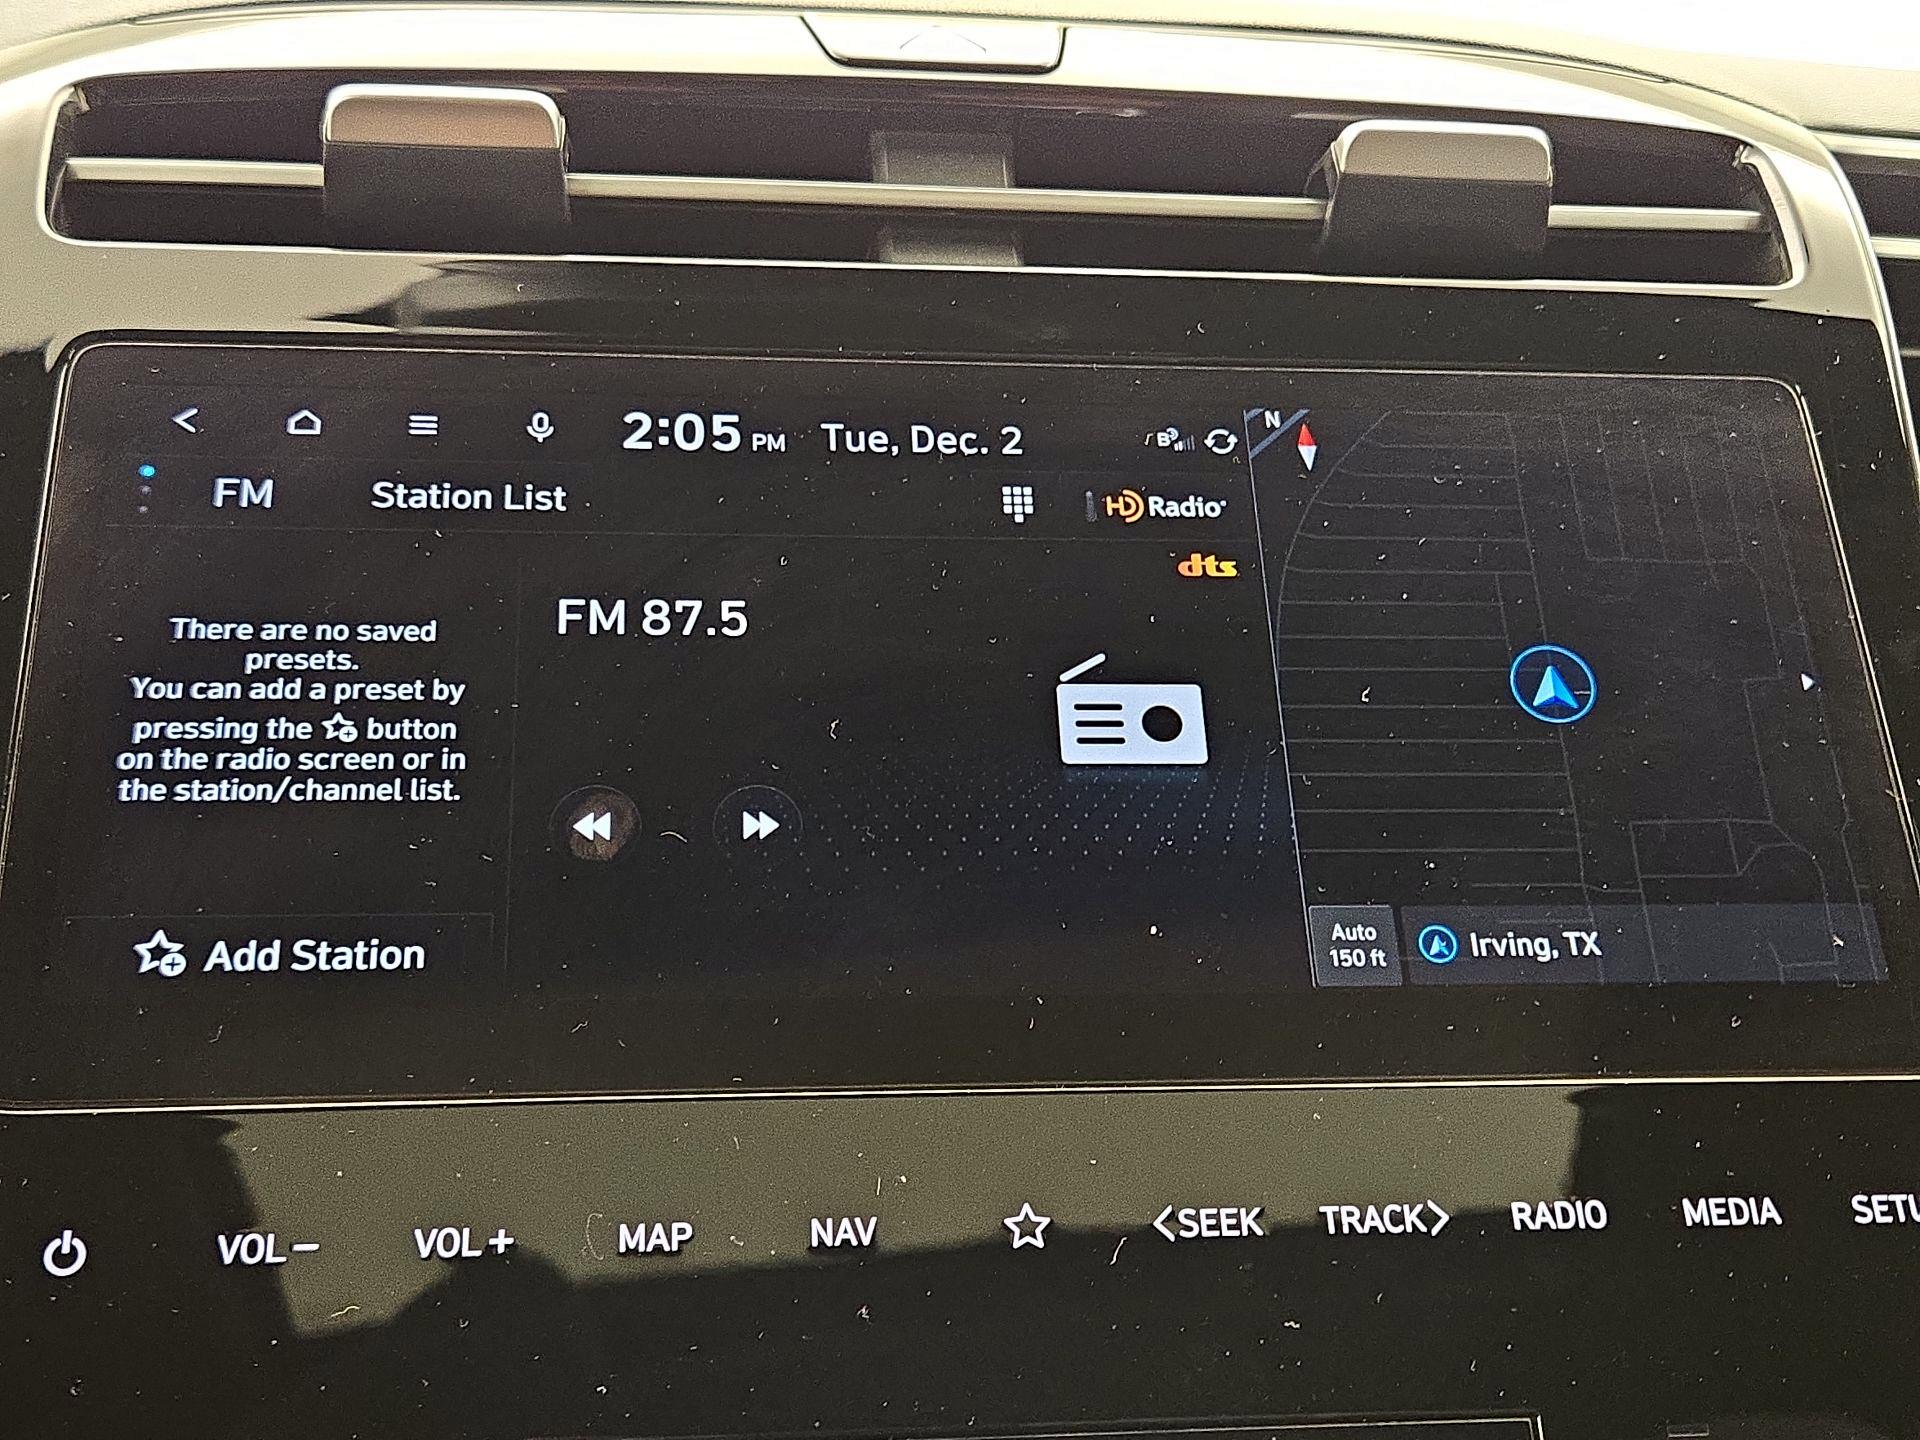 2:05 PM Tue, Dec. 2
N
FM Station List
HD Radio
dts
FM 87.5
There are no saved
presets.
You can add a preset by
pressing the button
on the radio screen or in
the station/channel list.
Add Station
Auto
150 ft
Irving, TX
VOL− VOL+ MAP NAV <SEEK TRACK> RADIO MEDIA SETU